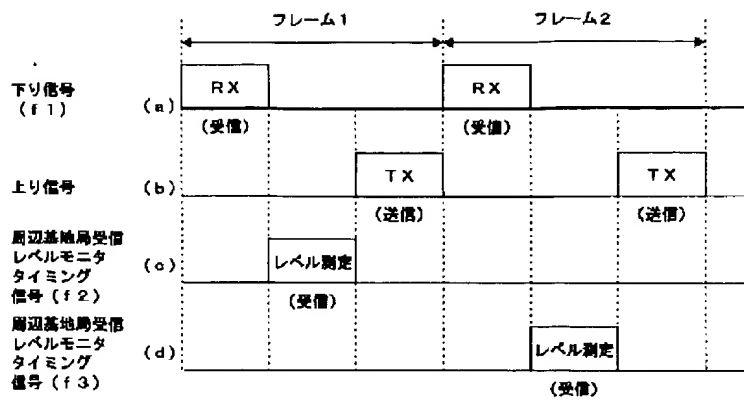 フレーム1 フレーム2
下り信号
(f1)
(a)
RX RX
(受信) (受信)
上り信号
(b)
TX TX
(送信) (送信)
周辺基地局受信
レベルモニタ
タイミング
信号(f2)
(c)
レベル測定
(受信)
周辺基地局受信
レベルモニタ
タイミング
信号(f3)
(d)
レベル測定
(受信)